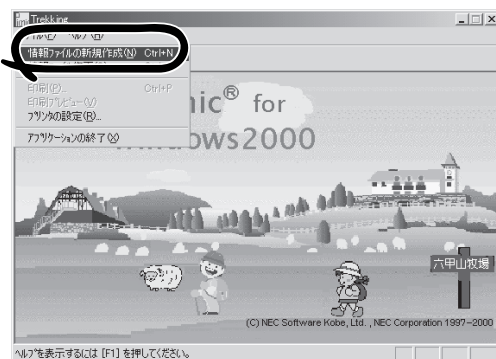 Trekking
ヘルプ(H)
情報ファイルの新規作成(N) Ctrl+N
印刷(P)... Ctrl+P
印刷プレビュー(V)
プリンタの設定(R)...
アプリケーションの終了(X)
nic® for
Windows2000
六甲山牧場
(C) NEC Software Kobe, Ltd. , NEC Corporation 1997-2000
ヘルプを表示するには [F1] を押してください。